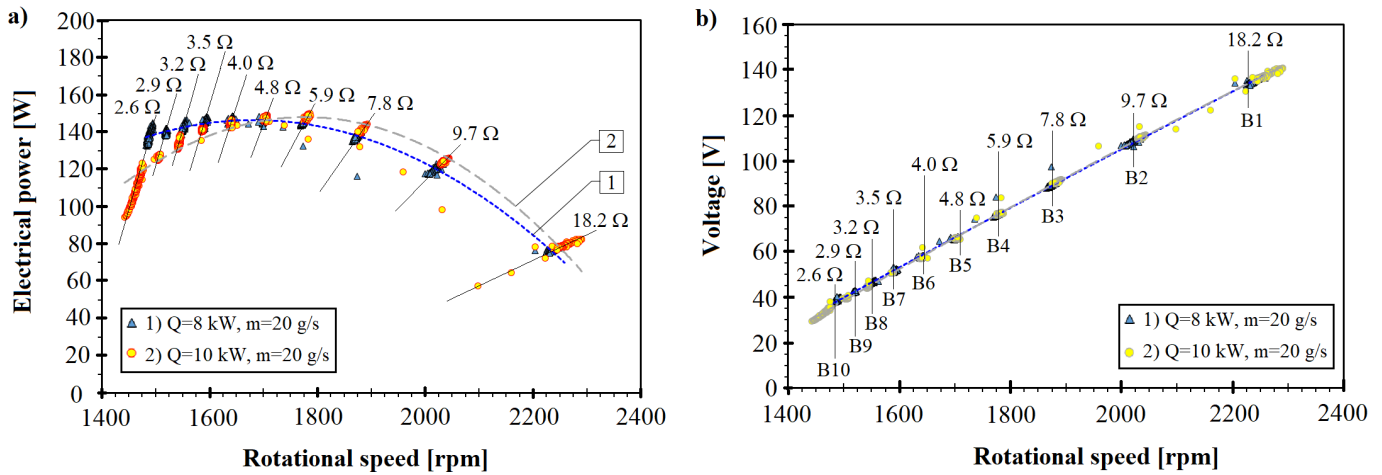 a)
Electrical power [W]
200
180
160
140
120
100
80
60
40
20
0
2.6 Ω
2.9 Ω
3.2 Ω
3.5 Ω
4.0 Ω
4.8 Ω
5.9 Ω
7.8 Ω
9.7 Ω
18.2 Ω
2
1
1) Q=8 kW, m=20 g/s
2) Q=10 kW, m=20 g/s
1400 1600 1800 2000 2200 2400
Rotational speed [rpm]
b)
Voltage [V]
160
140
120
100
80
60
40
20
0
2.6 Ω
2.9 Ω
3.2 Ω
3.5 Ω
4.0 Ω
4.8 Ω
5.9 Ω
7.8 Ω
9.7 Ω
18.2 Ω
B1
B2
B3
B4
B5
B6
B7
B8
B9
B10
1) Q=8 kW, m=20 g/s
2) Q=10 kW, m=20 g/s
1400 1600 1800 2000 2200 2400
Rotational speed [rpm]